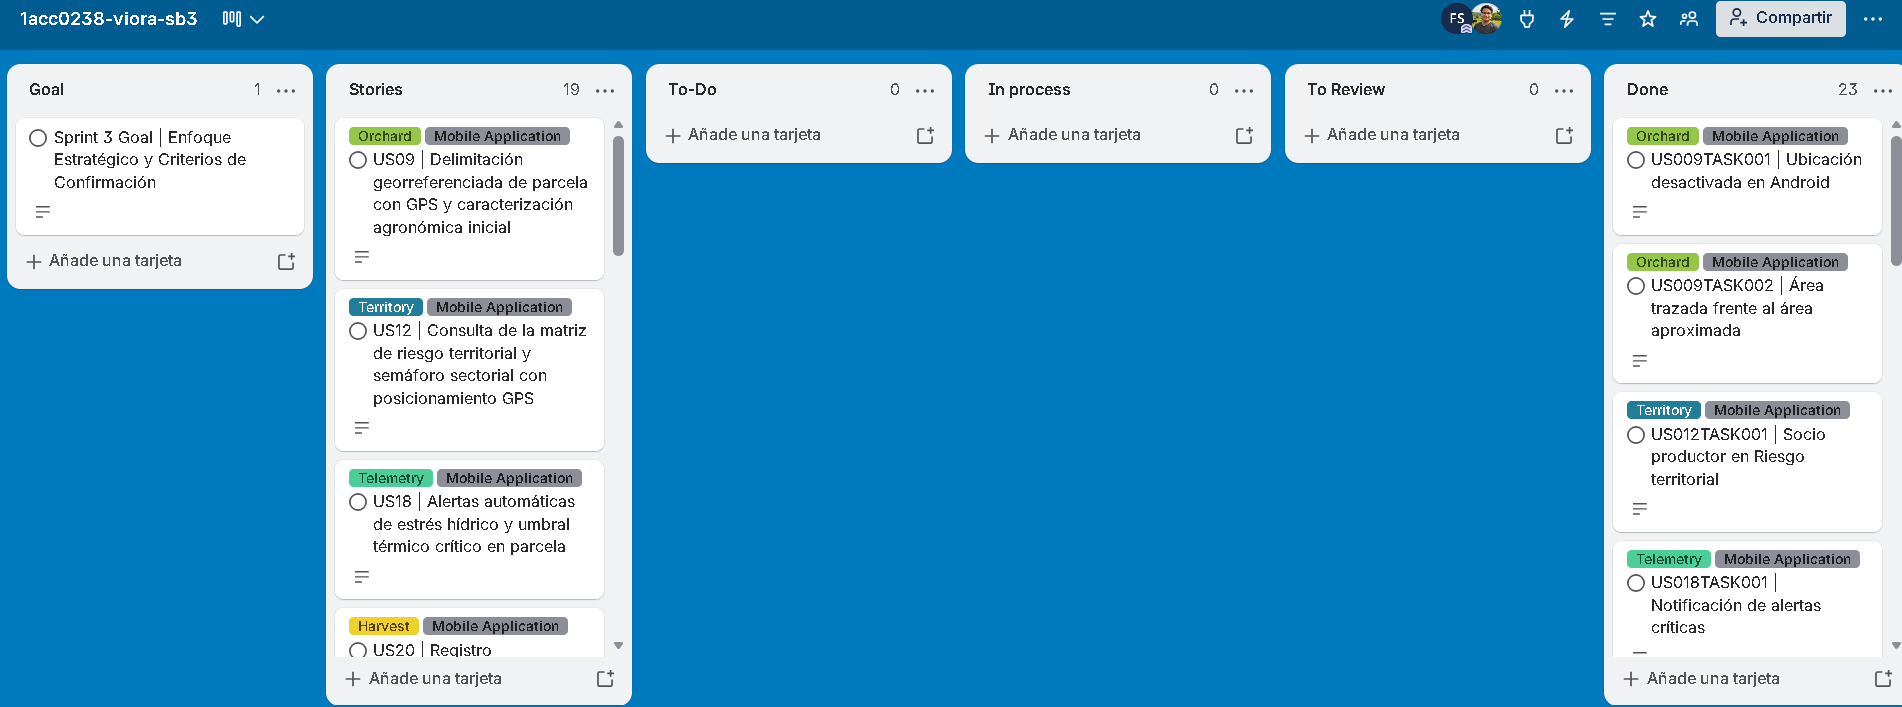 1acc0238-viora-sb3
FS
Compartir
Goal 1
Sprint 3 Goal | Enfoque
Estratégico y Criterios de
Confirmación
Añade una tarjeta
Stories 19
Orchard Mobile Application
US09 | Delimitación
georreferenciada de parcela
con GPS y caracterización
agronómica inicial
Territory Mobile Application
US12 | Consulta de la matriz
de riesgo territorial y
semáforo sectorial con
posicionamiento GPS
Telemetry Mobile Application
US18 | Alertas automáticas
de estrés hídrico y umbral
térmico crítico en parcela
Harvest Mobile Application
US20 | Registro
Añade una tarjeta
To-Do 0
Añade una tarjeta
In process 0
Añade una tarjeta
To Review 0
Añade una tarjeta
Done 23
Orchard Mobile Application
US009TASK001 | Ubicación
desactivada en Android
Orchard Mobile Application
US009TASK002 | Área
trazada frente al área
aproximada
Territory Mobile Application
US012TASK001 | Socio
productor en Riesgo
territorial
Telemetry Mobile Application
US018TASK001 |
Notificación de alertas
críticas
Añade una tarjeta